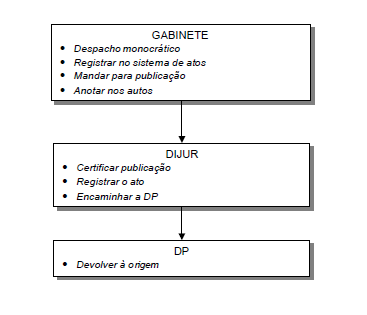 GABINETE
• Despacho monocrático
• Registrar no sistema de atos
• Mandar para publicação
• Anotar nos autos
DIJUR
• Certificar publicação
• Registrar o ato
• Encaminhar a DP
DP
• Devolver à origem